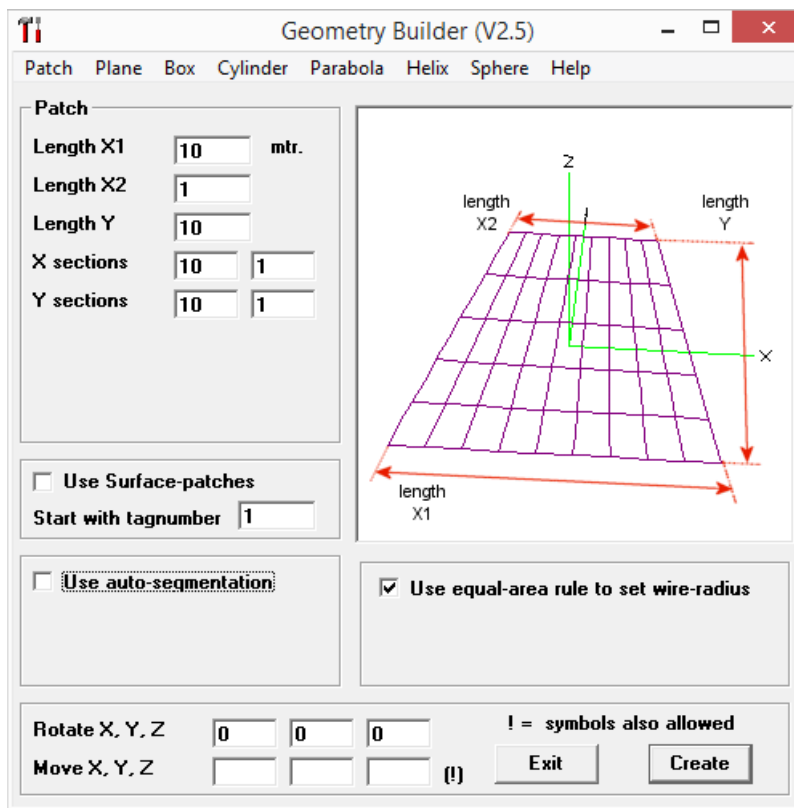 Geometry Builder (V2.5)
Patch Plane Box Cylinder Parabola Helix Sphere Help
Patch
Length X1 10 mtr.
Length X2 1
Length Y 10
X sections 10 1
Y sections 10 1
Z
length
X2
length
Y
X
length
X1
Use Surface-patches
Start with tagnumber 1
Use auto-segmentation
Use equal-area rule to set wire-radius
Rotate X, Y, Z 0 0 0
! = symbols also allowed
Move X, Y, Z (!)
Exit Create